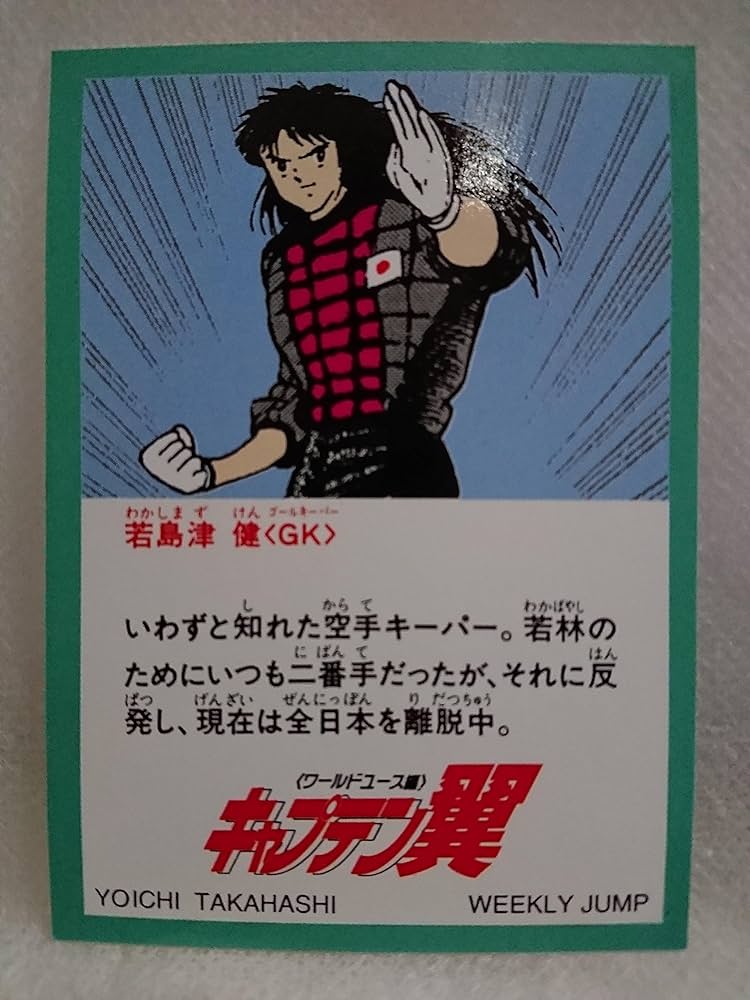 わかしまず けん ゴールキーパー
若島津 健〈GK〉
し からて わかばやし
いわずと知れた空手キーパー。若林の
にばんて はん
ためにいつも二番手だったが、それに反
ぱつ げんざい ぜんにっぽん りだつちゅう
発し、現在は全日本を離脱中。
〈ワールドユース編〉
キャプテン翼
YOICHI TAKAHASHI WEEKLY JUMP